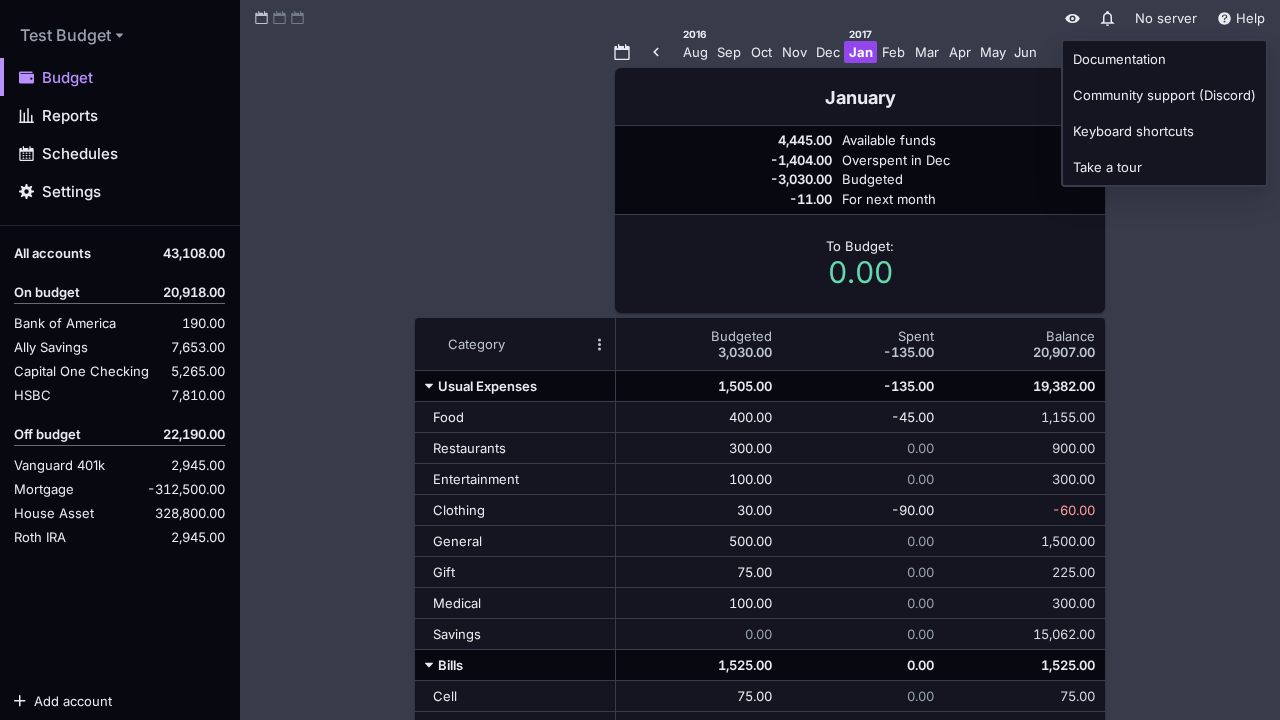 Test Budget
Budget
Reports
Schedules
Settings
All accounts 43,108.00
On budget 20,918.00
Bank of America 190.00
Ally Savings 7,653.00
Capital One Checking 5,265.00
HSBC 7,810.00
Off budget 22,190.00
Vanguard 401k 2,945.00
Mortgage -312,500.00
House Asset 328,800.00
Roth IRA 2,945.00
Add account
No server Help
Documentation
Community support (Discord)
Keyboard shortcuts
Take a tour
2016 2017
Aug Sep Oct Nov Dec Jan Feb Mar Apr May Jun
January
4,445.00 Available funds
-1,404.00 Overspent in Dec
-3,030.00 Budgeted
-11.00 For next month
To Budget:
0.00
Category Budgeted Spent Balance
3,030.00 -135.00 20,907.00
Usual Expenses 1,505.00 -135.00 19,382.00
Food 400.00 -45.00 1,155.00
Restaurants 300.00 0.00 900.00
Entertainment 100.00 0.00 300.00
Clothing 30.00 -90.00 -60.00
General 500.00 0.00 1,500.00
Gift 75.00 0.00 225.00
Medical 100.00 0.00 300.00
Savings 0.00 0.00 15,062.00
Bills 1,525.00 0.00 1,525.00
Cell 75.00 0.00 75.00